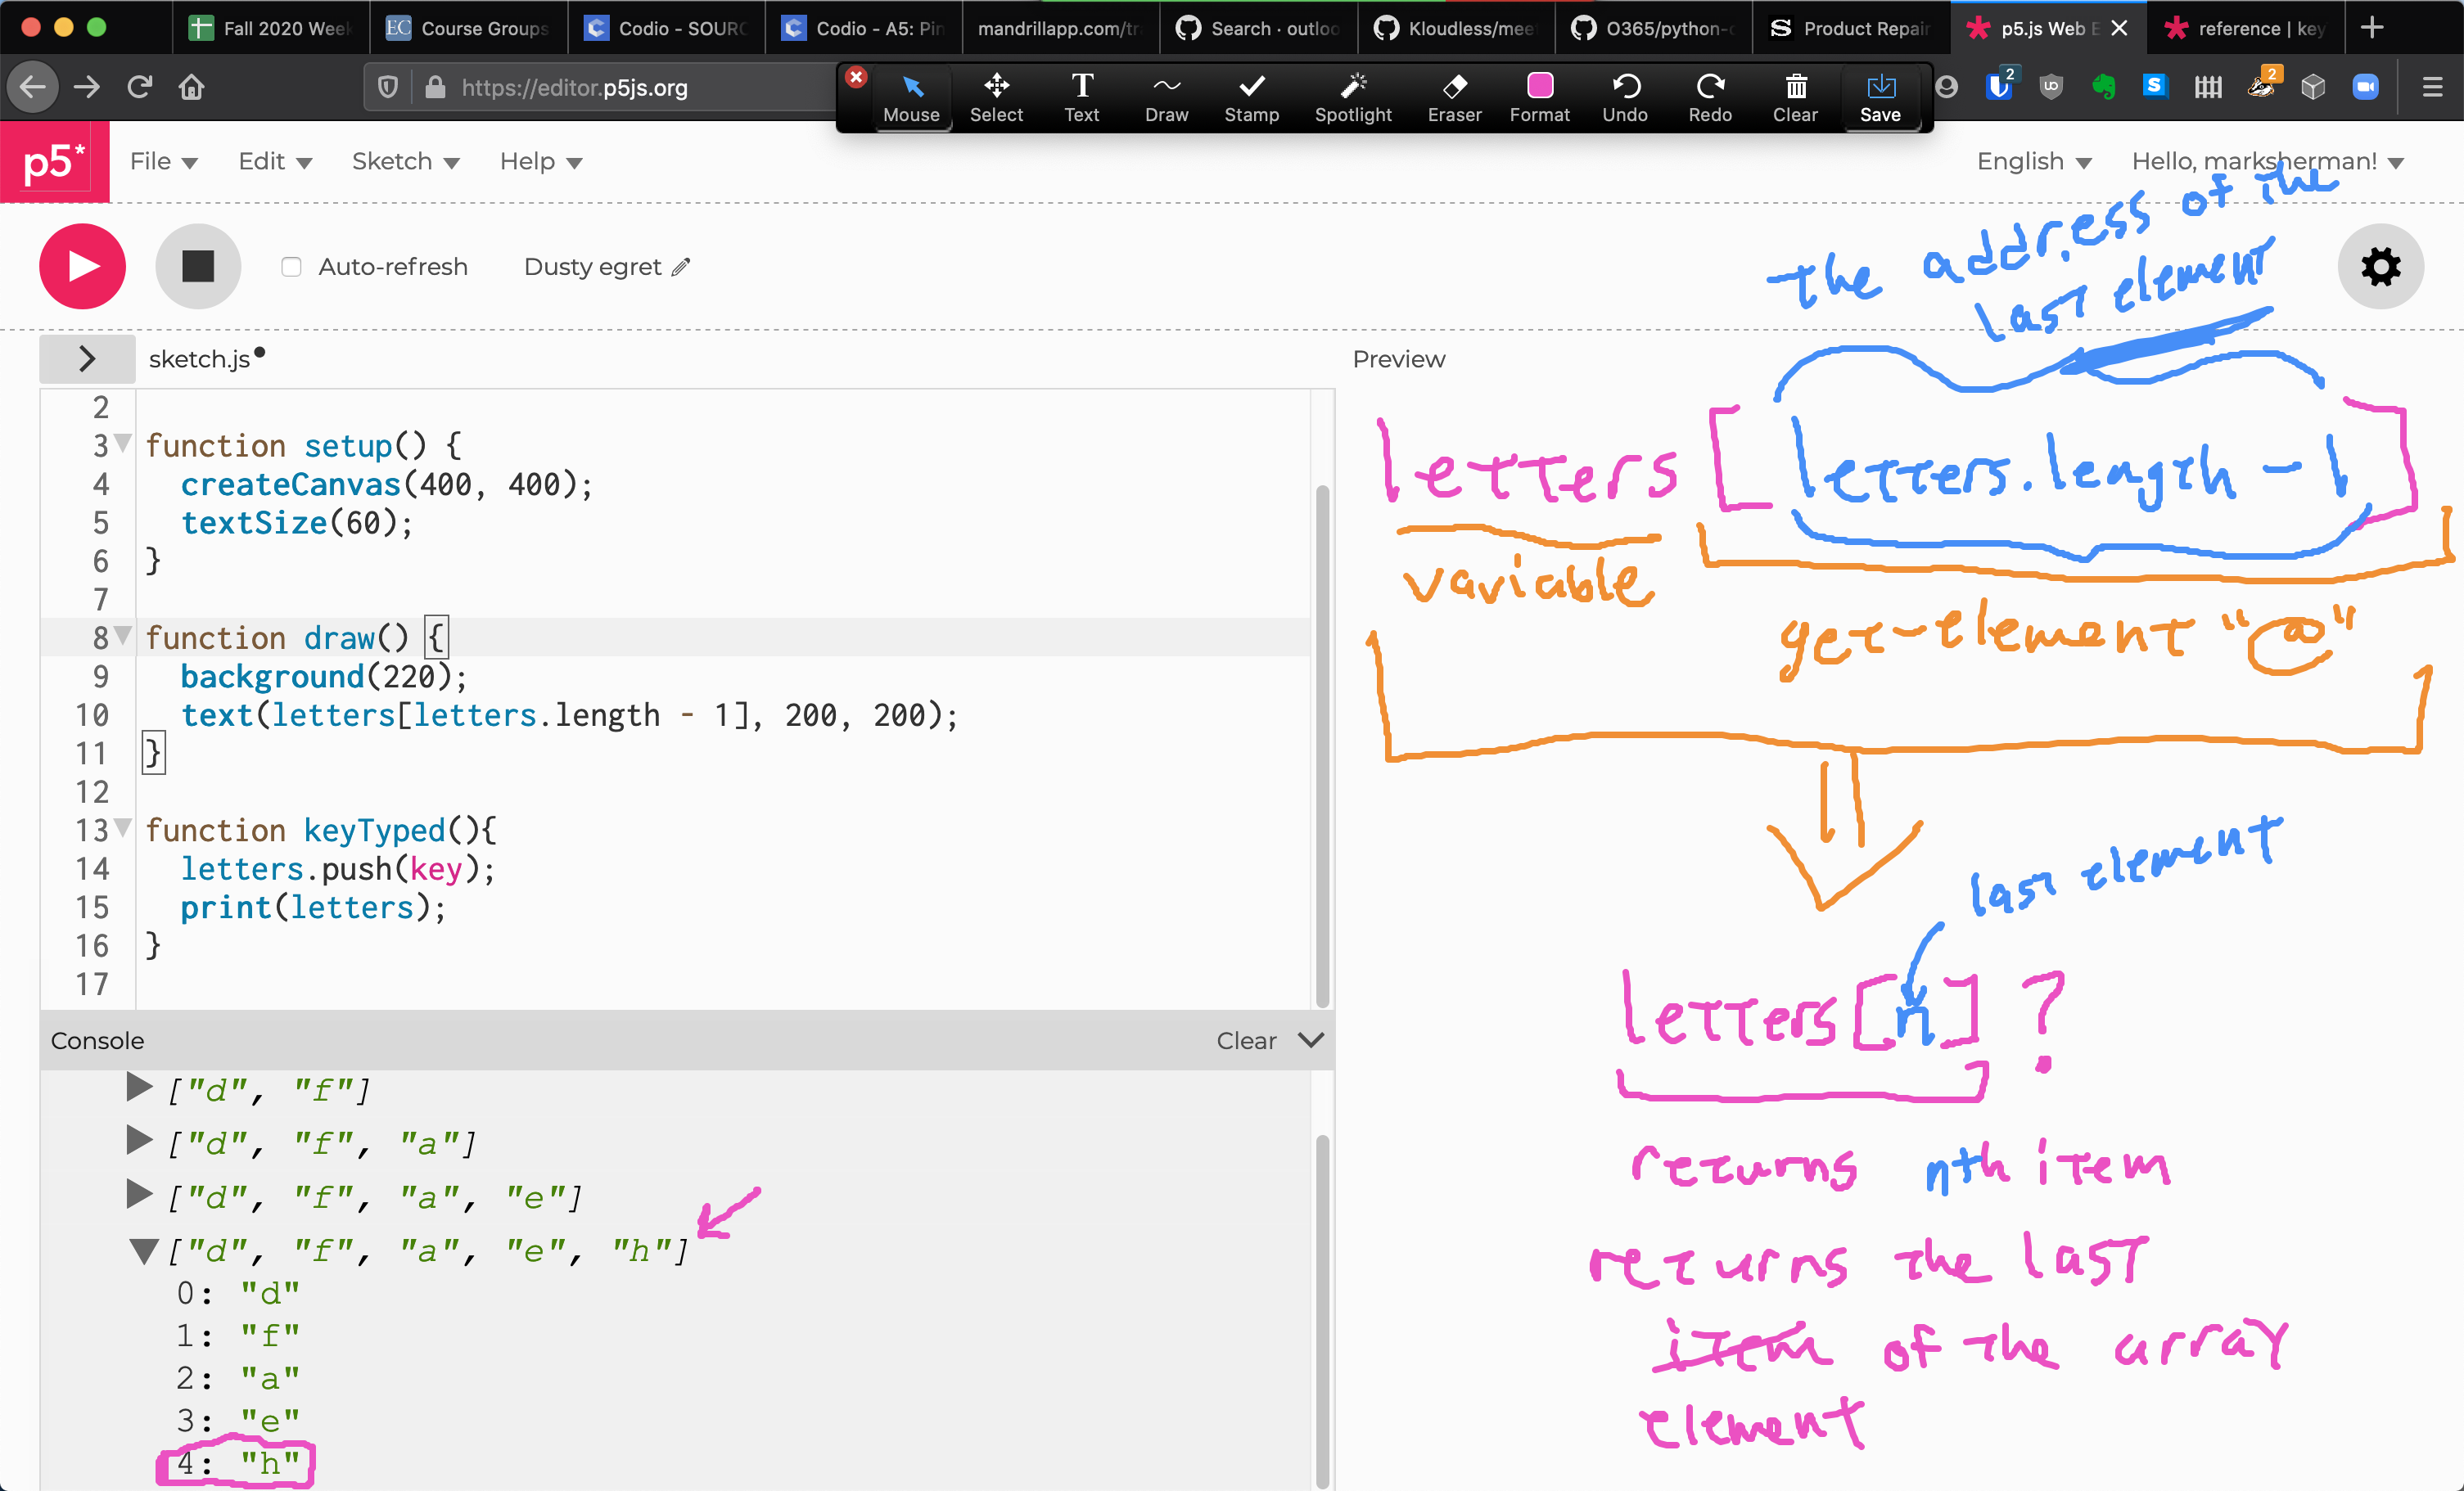 Fall 2020 Week
EC Course Groups
Codio - SOURC
Codio - A5: Pin
mandrillapp.com/tra
Search · outloo
Kloudless/mee
O365/python-o
S Product Repair
p5.js Web E
reference | key
https://editor.p5js.org
Mouse Select Text Draw Stamp Spotlight Eraser Format Undo Redo Clear Save
2
2
p5* File Edit Sketch Help
English Hello, marksherman!
Auto-refresh Dusty egret
the address of the
last element
sketch.js
Preview
2
3 function setup() {
4 createCanvas(400, 400);
5 textSize(60);
6 }
7
8 function draw() {
9 background(220);
10 text(letters[letters.length - 1], 200, 200);
11 }
12
13 function keyTyped(){
14 letters.push(key);
15 print(letters);
16 }
17
Console Clear
["d", "f"]
["d", "f", "a"]
["d", "f", "a", "e"]
["d", "f", "a", "e", "h"]
0: "d"
1: "f"
2: "a"
3: "e"
4: "h"
letters [letters.length - 1]
variable
get-element "@"
last element
letters[n] ?
returns nth item
returns the last
item of the array
element